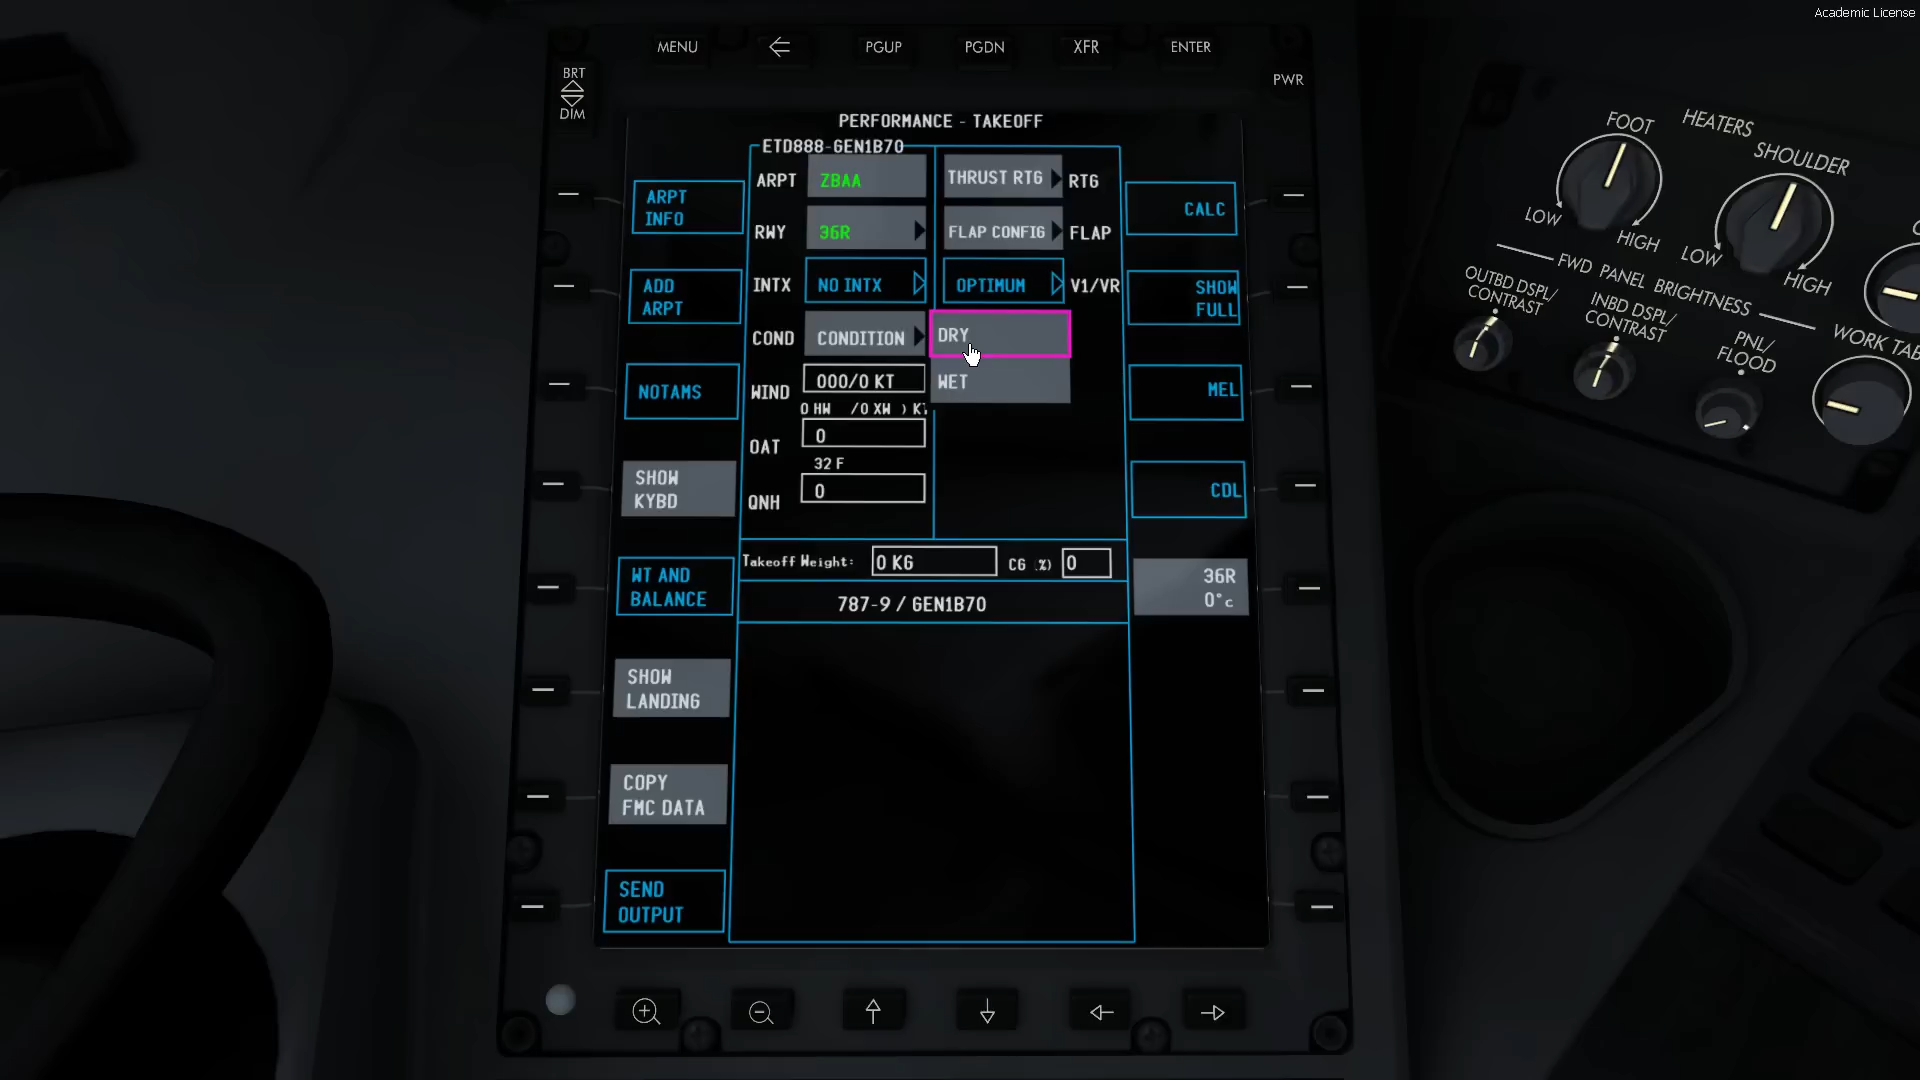 Academic License
MENU
PGUP
PGDN
XFR
ENTER
BRT
DIM
PWR
PERFORMANCE - TAKEOFF
ETD888-GEN1B70
ARPT
INFO
ARPT
ZBAA
THRUST RTG
RTG
CALC
RWY
36R
FLAP CONFIG
FLAP
ADD
ARPT
INTX
NO INTX
OPTIMUM
V1/VR
SHOW
FULL
COND
CONDITION
DRY
WET
NOTAMS
WIND
000/0 KT
0 HW /0 XW
MEL
OAT
0
32 F
SHOW
KYBD
QNH
0
CDL
Takeoff Weight:
0 KG
CG (%)
0
WT AND
BALANCE
787-9 / GEN1B70
36R
0°c
SHOW
LANDING
COPY
FMC DATA
SEND
OUTPUT
HEATERS
FOOT
SHOULDER
LOW
HIGH
LOW
HIGH
FWD PANEL BRIGHTNESS
OUTBD DSPL/
CONTRAST
INBD DSPL/
CONTRAST
PNL/
FLOOD
WORK TAB